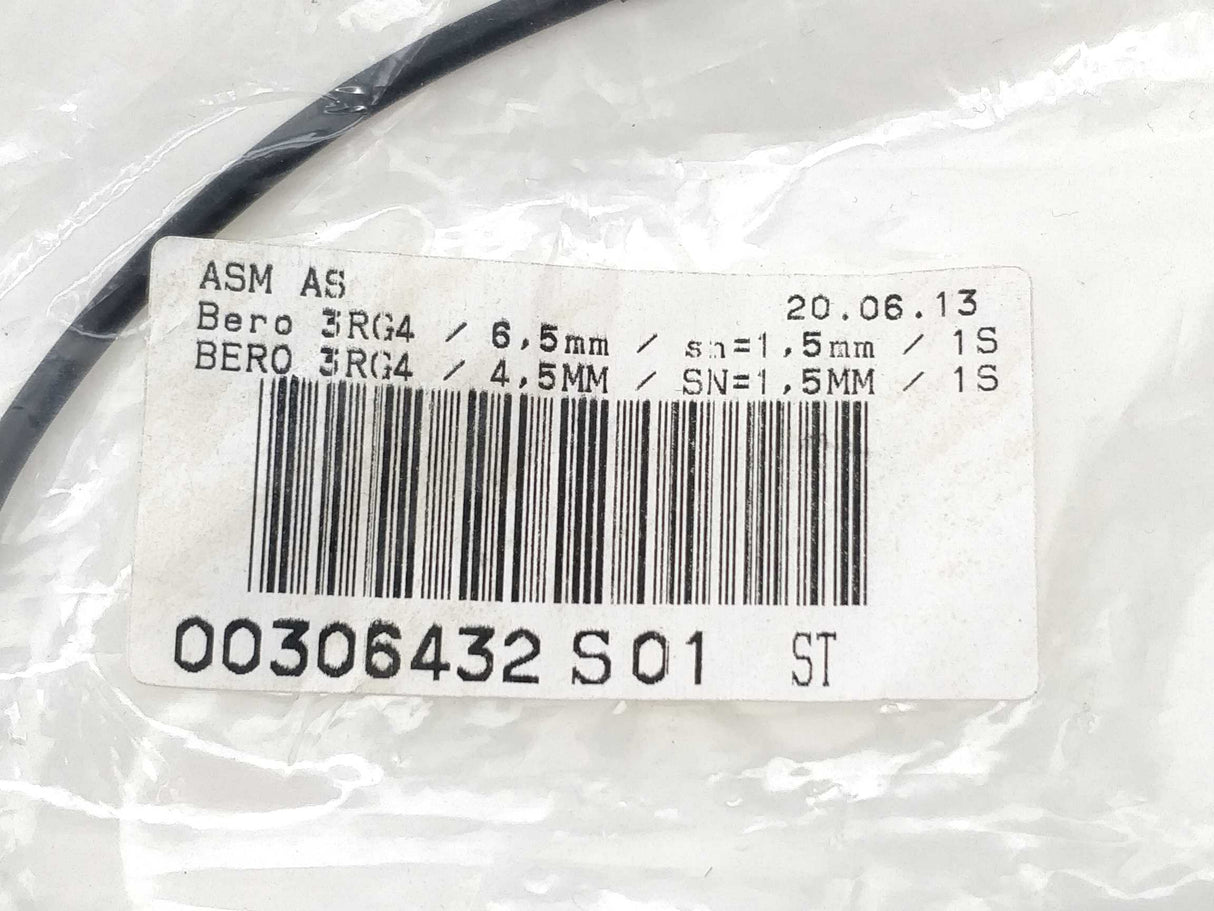 ASM AS
20.06.13
Bero 3RG4 / 6,5mm / sn=1,5mm / 1S
BERO 3RG4 / 4,5MM / SN=1,5MM / 1S
00306432 S 01 ST